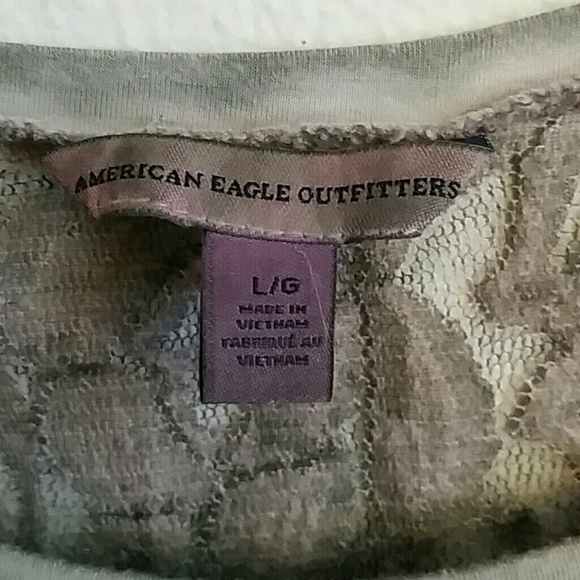 AMERICAN EAGLE OUTFITTERS
L/G
MADE IN
VIETNAM
FABRIQUÉ AU
VIETNAM